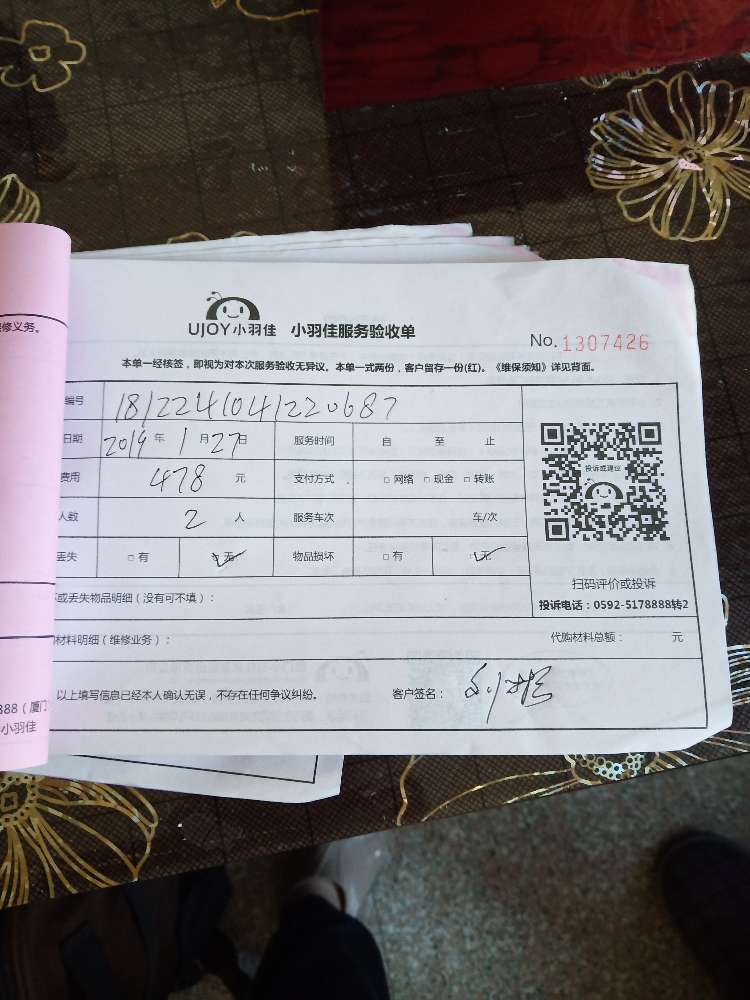 修义务。
UJOY小羽佳 小羽佳服务验收单
No.1307426
本单一经核签，即视为对本次服务验收无异议。本单一式两份，客户留存一份(红)。《维保须知》详见背面。
编号 1812241041220687
日期 2019年1月27日 服务时间 自 至 止
费用 478 元 支付方式 □网络 □现金 □转账
人数 2 人 服务车次 车/次
丢失 □有 □无 物品损坏 □有 □无
投诉或建议
扫码评价或投诉
投诉电话：0592-5178888转2
或丢失物品明细（没有可不填）：
材料明细（维修业务）： 代购材料总额： 元
以上填写信息已经本人确认无误，不存在任何争议纠纷。 客户签名：
888（厦门
小羽佳